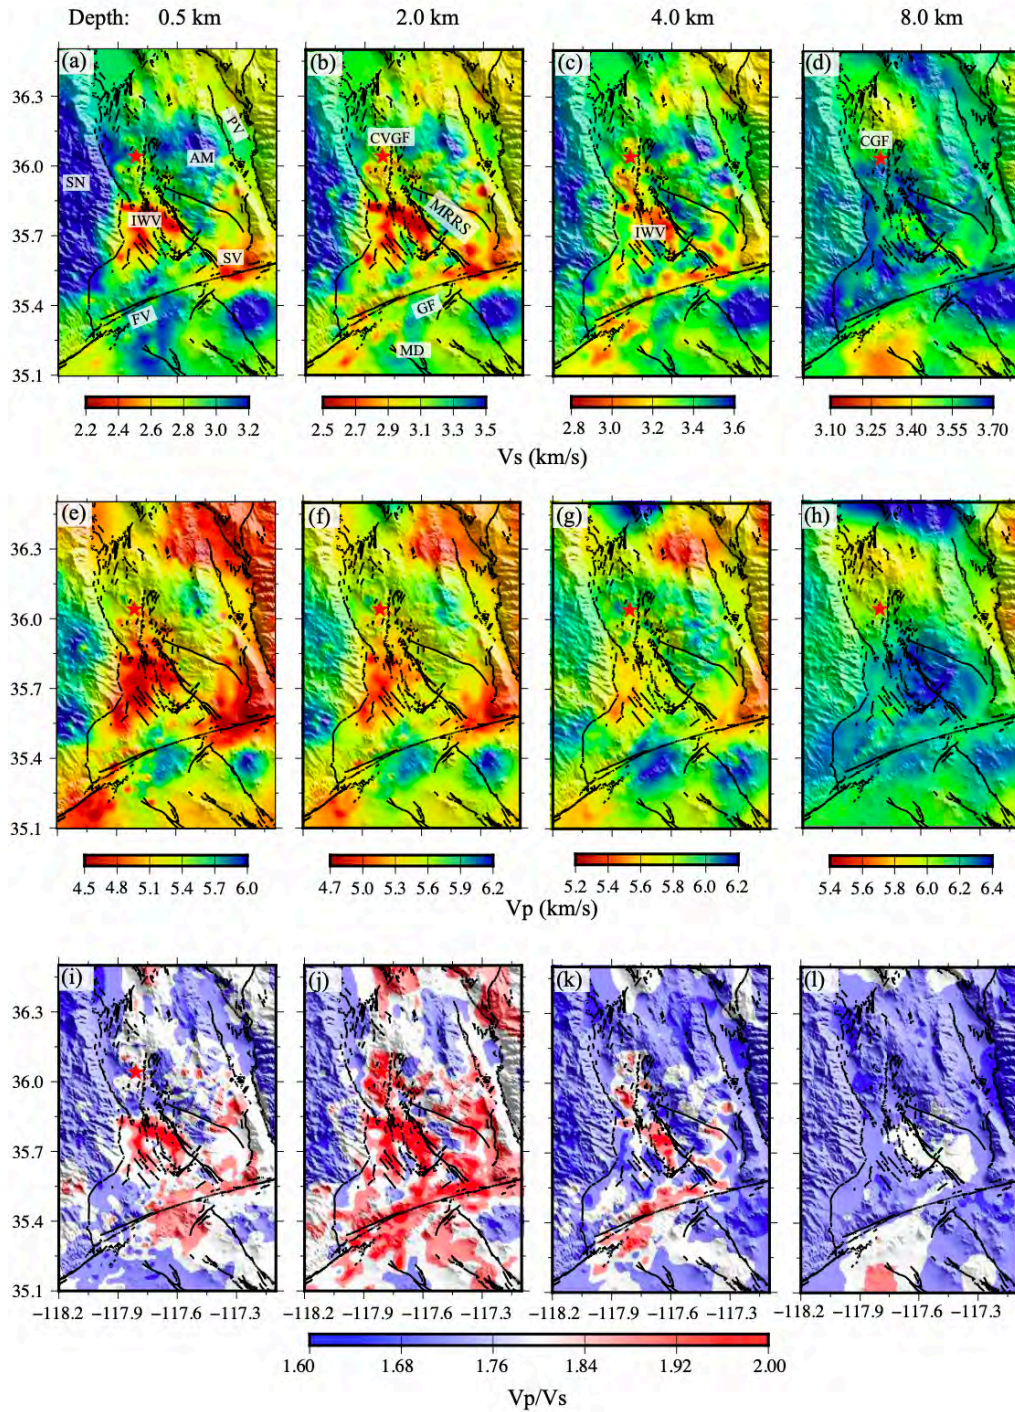 Depth: 0.5 km 2.0 km 4.0 km 8.0 km
(a) (b) (c) (d)
36.3
PV
CVGF CGF
AM
36.0
SN
IWV MRRS IWV
35.7
SV
35.4
FV GF
MD
35.1
2.2 2.4 2.6 2.8 3.0 3.2 2.5 2.7 2.9 3.1 3.3 3.5 2.8 3.0 3.2 3.4 3.6 3.10 3.25 3.40 3.55 3.70
Vs (km/s)
(e) (f) (g) (h)
36.3
36.0
35.7
35.4
35.1
4.5 4.8 5.1 5.4 5.7 6.0 4.7 5.0 5.3 5.6 5.9 6.2 5.2 5.4 5.6 5.8 6.0 6.2 5.4 5.6 5.8 6.0 6.2 6.4
Vp (km/s)
(i) (j) (k) (l)
36.3
36.0
35.7
35.4
35.1
−118.2 −117.9 −117.6 −117.3 −118.2 −117.9 −117.6 −117.3 −118.2 −117.9 −117.6 −117.3 −118.2 −117.9 −117.6 −117.3
1.60 1.68 1.76 1.84 1.92 2.00
Vp/Vs